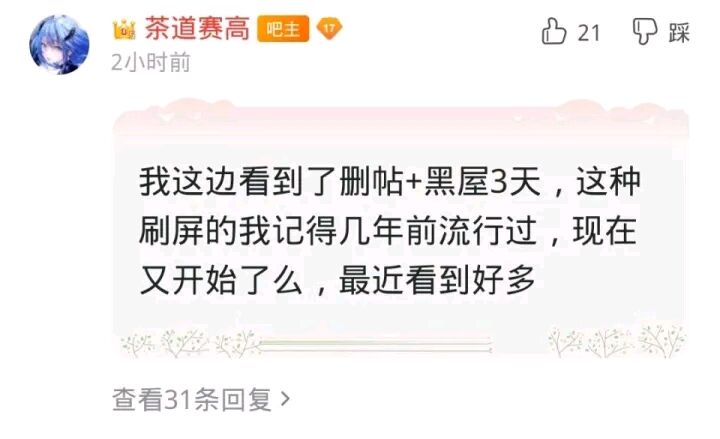 茶道赛高 吧主 17
21 踩
2小时前
我这边看到了删帖+黑屋3天，这种
刷屏的我记得几年前流行过，现在
又开始了么，最近看到好多
查看31条回复